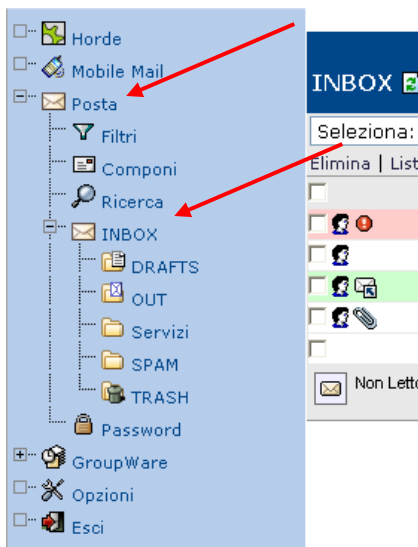 Horde
Mobile Mail
Posta
Filtri
Componi
Ricerca
INBOX
DRAFTS
OUT
Servizi
SPAM
TRASH
Password
GroupWare
Opzioni
Esci
INBOX
Seleziona:
Elimina | List
Non Letto